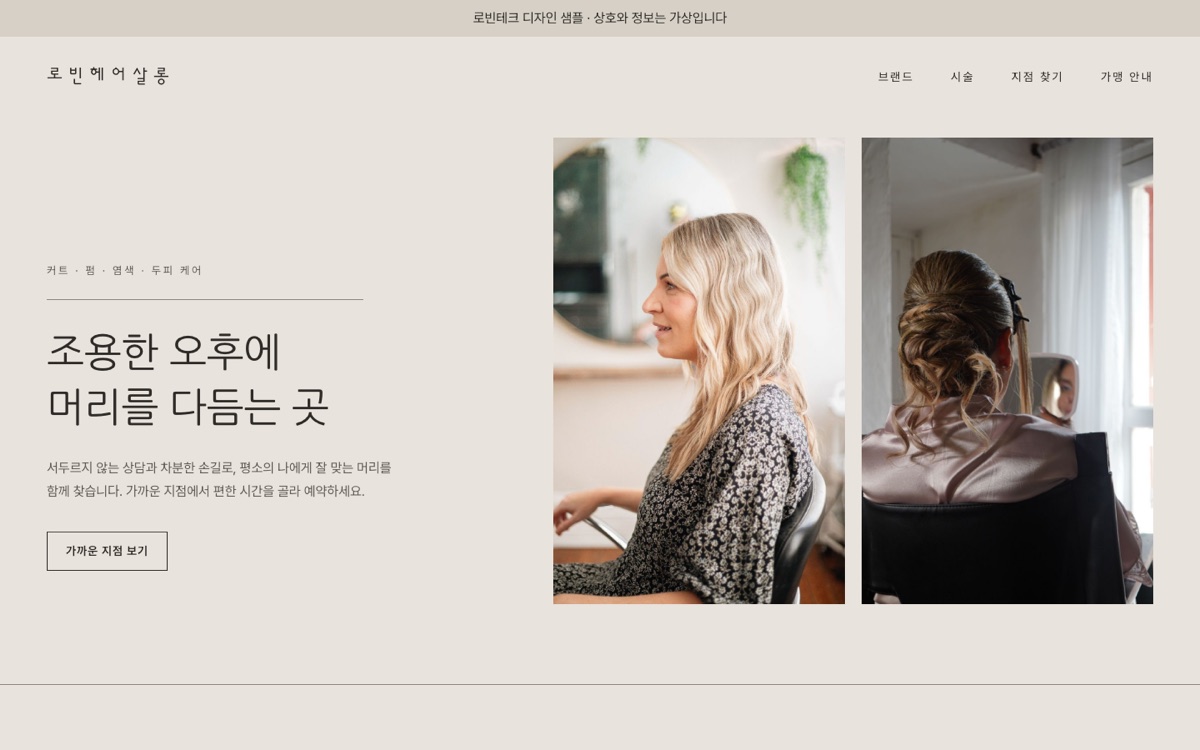 로빈테크 디자인 샘플 · 상호와 정보는 가상입니다
로빈헤어살롱
브랜드
시술
지점 찾기
가맹 안내
커트 · 펌 · 염색 · 두피 케어
조용한 오후에
머리를 다듬는 곳
서두르지 않는 상담과 차분한 손길로, 평소의 나에게 잘 맞는 머리를
함께 찾습니다. 가까운 지점에서 편한 시간을 골라 예약하세요.
가까운 지점 보기